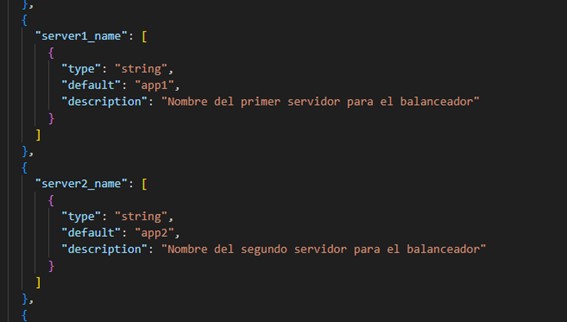 },
{
"server1_name": [
{
"type": "string",
"default": "app1",
"description": "Nombre del primer servidor para el balanceador"
}
]
},
{
"server2_name": [
{
"type": "string",
"default": "app2",
"description": "Nombre del segundo servidor para el balanceador"
}
]
},
{